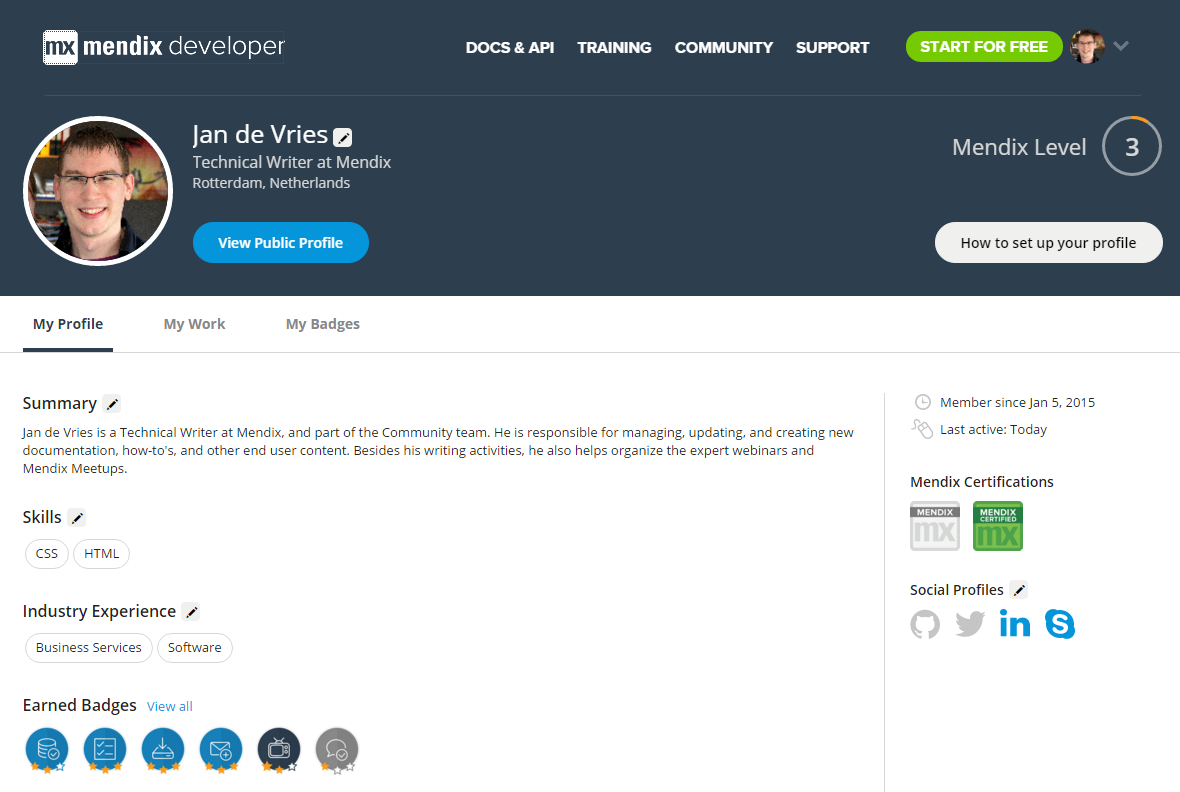 mx mendix developer
DOCS & API TRAINING COMMUNITY SUPPORT START FOR FREE
Jan de Vries
Technical Writer at Mendix
Rotterdam, Netherlands
Mendix Level 3
View Public Profile
How to set up your profile
My Profile My Work My Badges
Summary
Jan de Vries is a Technical Writer at Mendix, and part of the Community team. He is responsible for managing, updating, and creating new
documentation, how-to's, and other end user content. Besides his writing activities, he also helps organize the expert webinars and
Mendix Meetups.
Skills
CSS HTML
Industry Experience
Business Services Software
Earned Badges View all
Member since Jan 5, 2015
Last active: Today
Mendix Certifications
MENDIX
mx
MENDIX
CERTIFIED
mx
Social Profiles
in S